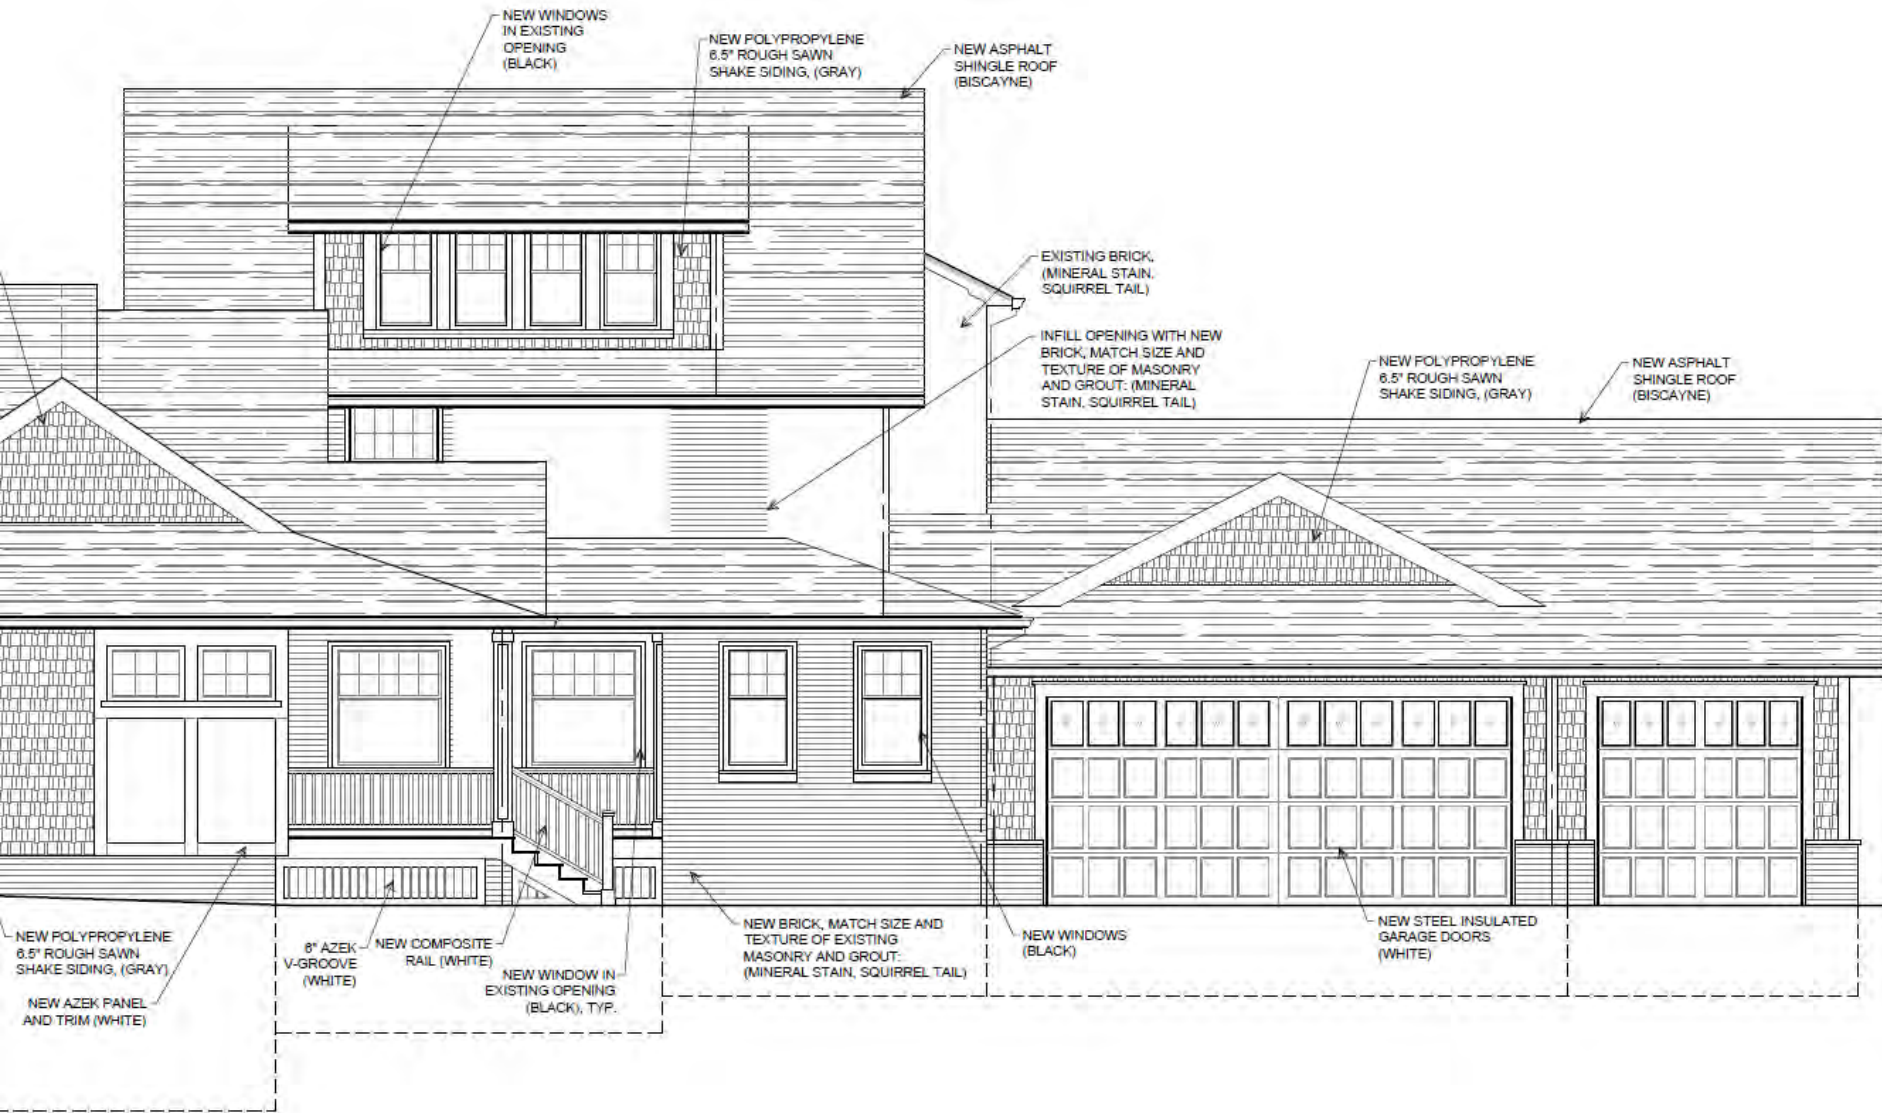 NEW WINDOWS
IN EXISTING
OPENING
(BLACK)
NEW POLYPROPYLENE
6.5" ROUGH SAWN
SHAKE SIDING, (GRAY)
NEW ASPHALT
SHINGLE ROOF
(BISCAYNE)
EXISTING BRICK,
(MINERAL STAIN.
SQUIRREL TAIL)
INFILL OPENING WITH NEW
BRICK, MATCH SIZE AND
TEXTURE OF MASONRY
AND GROUT: (MINERAL
STAIN, SQUIRREL TAIL)
NEW POLYPROPYLENE
6.5" ROUGH SAWN
SHAKE SIDING, (GRAY)
NEW ASPHALT
SHINGLE ROOF
(BISCAYNE)
NEW POLYPROPYLENE
6.5" ROUGH SAWN
SHAKE SIDING, (GRAY)
NEW AZEK PANEL
AND TRIM (WHITE)
6" AZEK
V-GROOVE
(WHITE)
NEW COMPOSITE
RAIL (WHITE)
NEW WINDOW IN
EXISTING OPENING
(BLACK), TYP.
NEW BRICK, MATCH SIZE AND
TEXTURE OF EXISTING
MASONRY AND GROUT:
(MINERAL STAIN, SQUIRREL TAIL)
NEW WINDOWS
(BLACK)
NEW STEEL INSULATED
GARAGE DOORS
(WHITE)